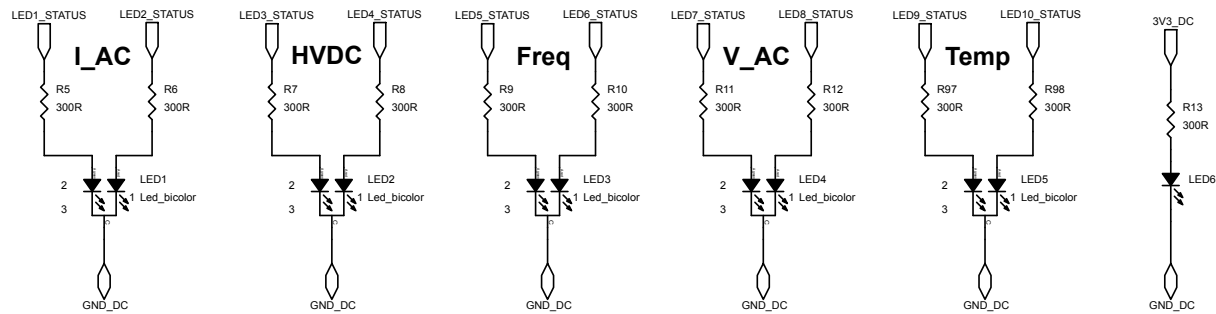 LED1_STATUS LED2_STATUS
I_AC
R5 R6
300R 300R
2 LED1
3 1 Led_bicolor
C
GND_DC
LED3_STATUS LED4_STATUS
HVDC
R7 R8
300R 300R
2 LED2
3 1 Led_bicolor
C
GND_DC
LED5_STATUS LED6_STATUS
Freq
R9 R10
300R 300R
2 LED3
3 1 Led_bicolor
C
GND_DC
LED7_STATUS LED8_STATUS
V_AC
R11 R12
300R 300R
2 LED4
3 1 Led_bicolor
C
GND_DC
LED9_STATUS LED10_STATUS
Temp
R97 R98
300R 300R
2 LED5
3 1 Led_bicolor
C
GND_DC
3V3_DC
R13
300R
LED6
GND_DC